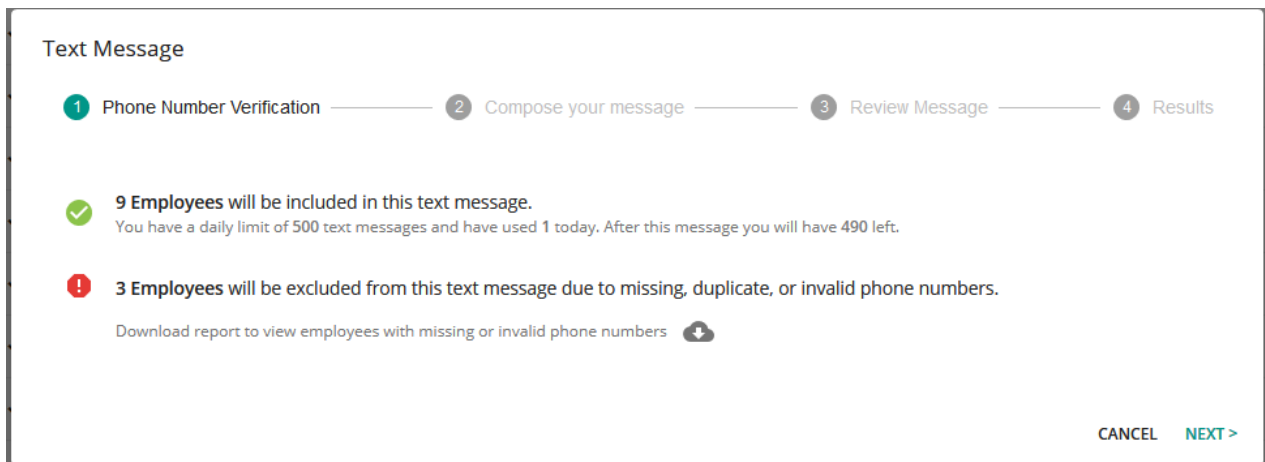 Text Message
1 Phone Number Verification 2 Compose your message 3 Review Message 4 Results
9 Employees will be included in this text message.
You have a daily limit of 500 text messages and have used 1 today. After this message you will have 490 left.
3 Employees will be excluded from this text message due to missing, duplicate, or invalid phone numbers.
Download report to view employees with missing or invalid phone numbers
CANCEL NEXT >